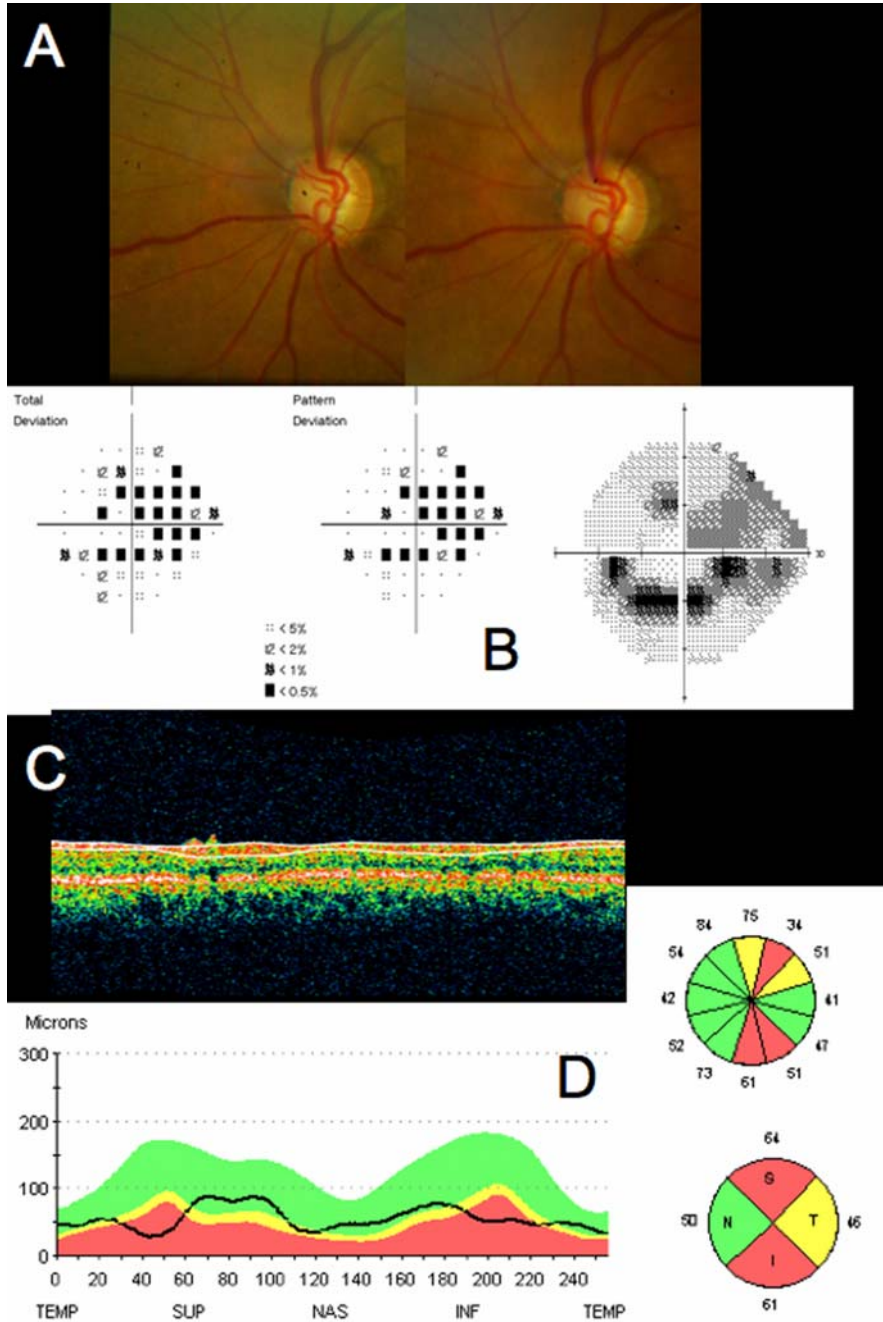 A
Total
Deviation
Pattern
Deviation
30
:: < 5%
< 2%
< 1%
■ < 0.5%
B
C
75
84 34
54 51
42 41
52 47
73 51
61
Microns
300
200
100
0
D
0 20 40 60 80 100 120 140 160 180 200 220 240
TEMP SUP NAS INF TEMP
64
S
50 N T 46
I
61